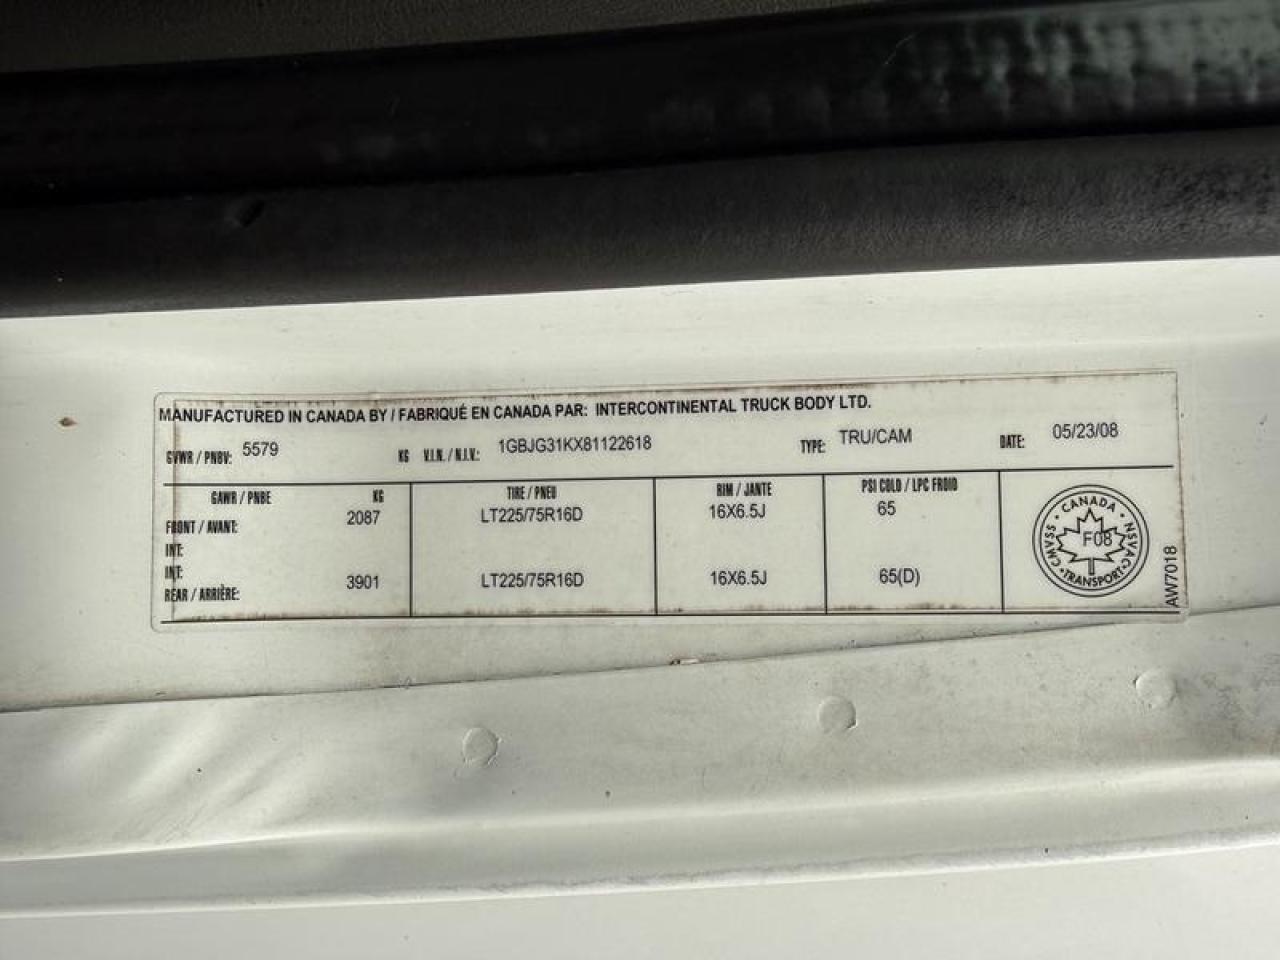 MANUFACTURED IN CANADA BY / FABRIQUÉ EN CANADA PAR: INTERCONTINENTAL TRUCK BODY LTD.
GVWR / PNBV: 5579 KG V.I.N. / N.I.V.: 1GBJG31KX81122618 TYPE: TRU/CAM DATE: 05/23/08
GAWR / PNBE KG TIRE / PNEU RIM / JANTE PSI COLD / LPC FROID
FRONT / AVANT: 2087 LT225/75R16D 16X6.5J 65
INT:
INT:
REAR / ARRIÈRE: 3901 LT225/75R16D 16X6.5J 65(D)
CANADA
CMVSS F08 NSVAC
TRANSPORT
AW7018